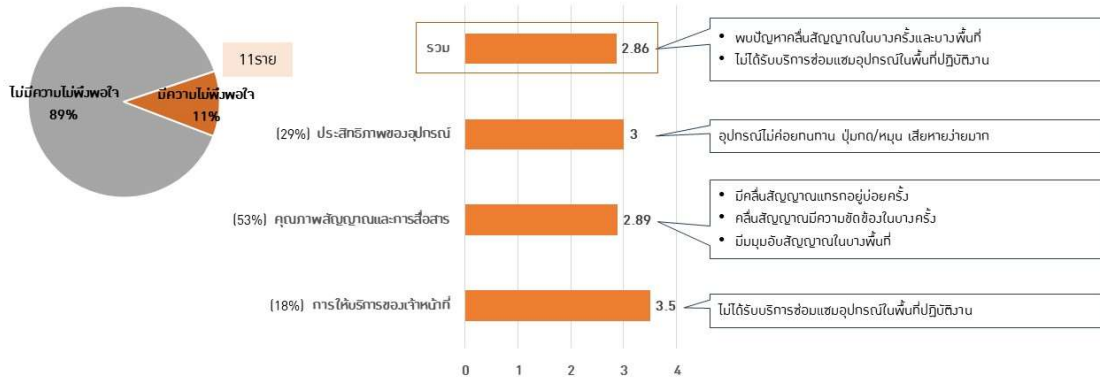 11ราย
ไม่มีความไม่พึงพอใจ
89%
มีความไม่พึงพอใจ
11%
รวม
2.86
• พบปัญหาคลื่นสัญญาณในบางครั้งและบางพื้นที่
• ไม่ได้รับบริการซ่อมแซมอุปกรณ์ในพื้นที่ปฏิบัติงาน
(29%) ประสิทธิภาพของอุปกรณ์
3
อุปกรณ์ไม่ค่อยทนทาน ปุ่มกด/หมุน เสียหายง่ายมาก
(53%) คุณภาพสัญญาณและการสื่อสาร
2.89
• มีคลื่นสัญญาณแทรกอยู่บ่อยครั้ง
• คลื่นสัญญาณมีความขัดข้องในบางครั้ง
• มีมมุมอับสัญญาณในบางพื้นที่
(18%) การให้บริการของเจ้าหน้าที่
3.5
ไม่ได้รับบริการซ่อมแซมอุปกรณ์ในพื้นที่ปฏิบัติงาน
0 1 2 3 4